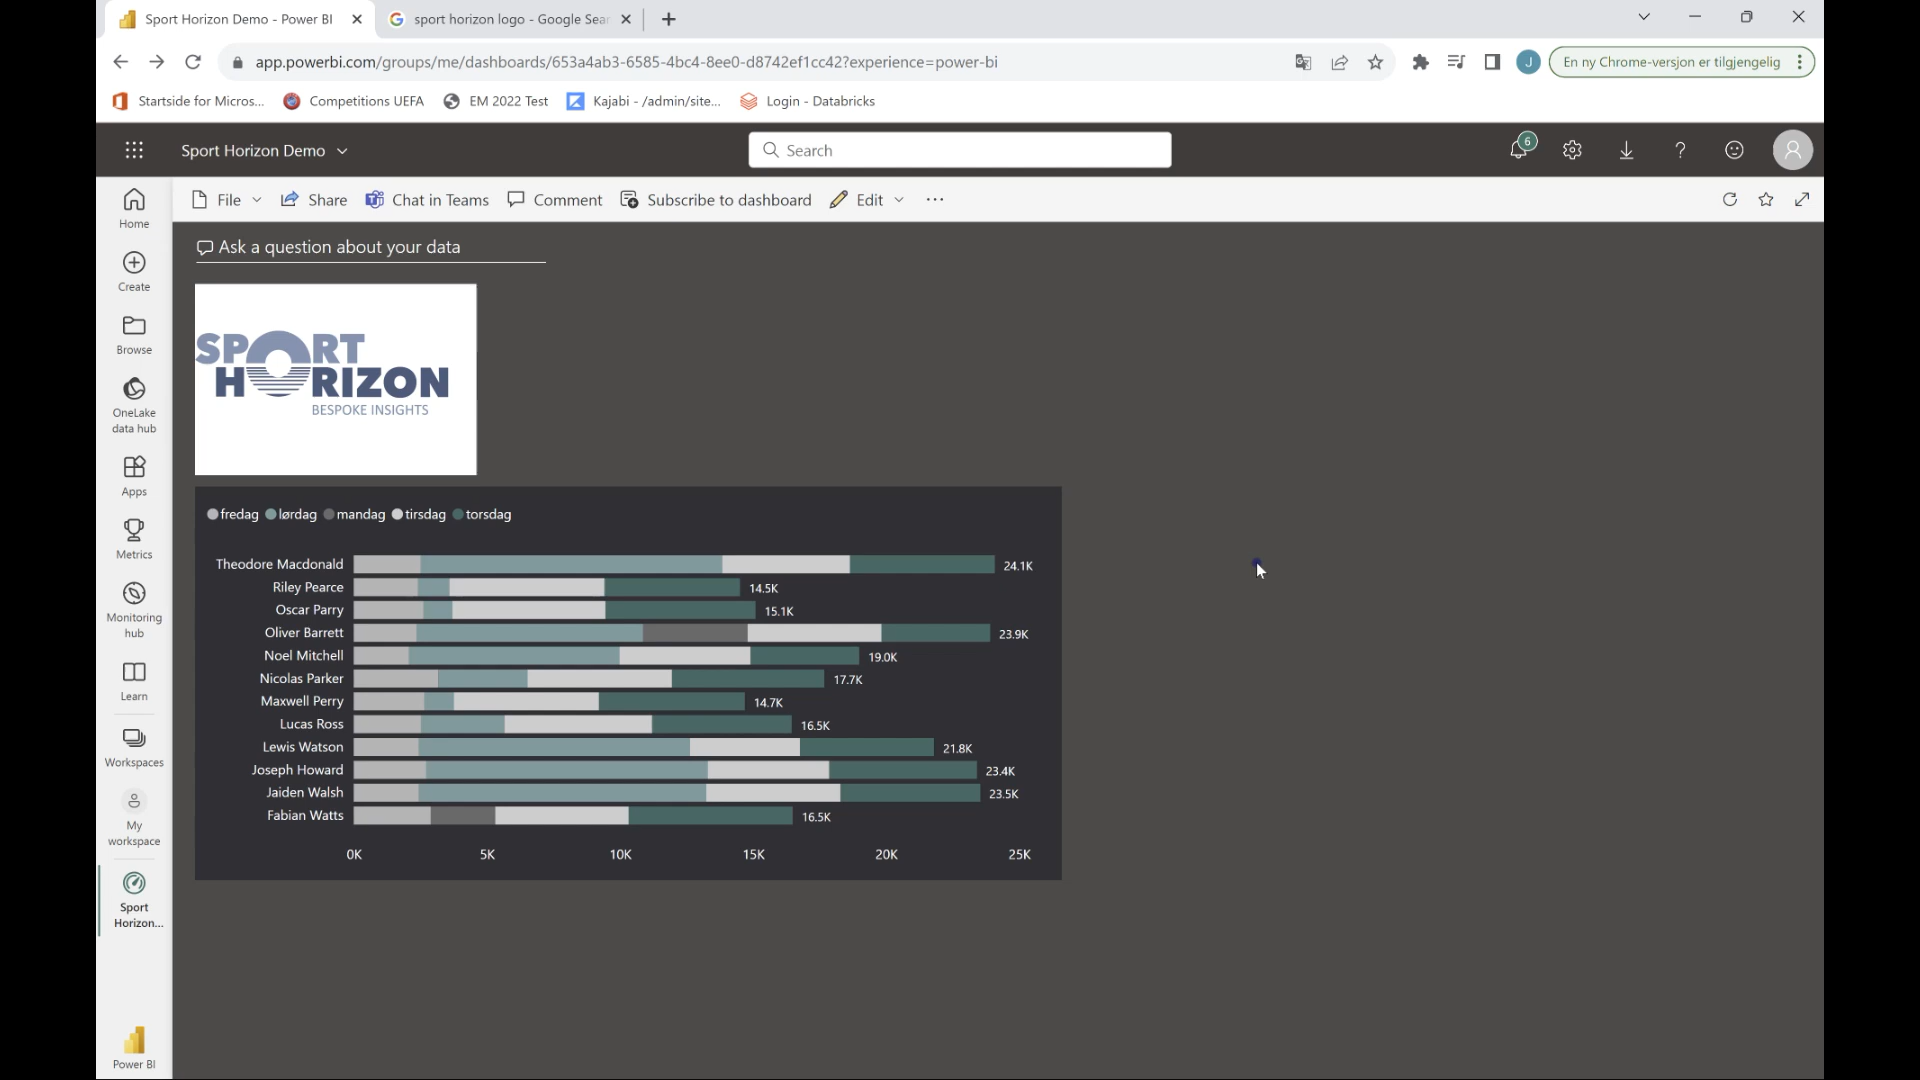 Sport Horizon Demo - Power BI
sport horizon logo - Google Sear
app.powerbi.com/groups/me/dashboards/653a4ab3-6585-4bc4-8ee0-d8742ef1cc42?experience=power-bi
J
En ny Chrome-versjon er tilgjengelig
Startside for Micros...
Competitions UEFA
EM 2022 Test
Kajabi - /admin/site...
Login - Databricks
Sport Horizon Demo
Search
6
File
Share
Chat in Teams
Comment
Subscribe to dashboard
Edit
Home
Create
Browse
OneLake
data hub
Apps
Metrics
Monitoring
hub
Learn
Workspaces
My
workspace
Sport
Horizon...
Power BI
Ask a question about your data
SPORT
HORIZON
BESPOKE INSIGHTS
fredag lørdag mandag tirsdag torsdag
Theodore Macdonald 24.1K
Riley Pearce 14.5K
Oscar Parry 15.1K
Oliver Barrett 23.9K
Noel Mitchell 19.0K
Nicolas Parker 17.7K
Maxwell Perry 14.7K
Lucas Ross 16.5K
Lewis Watson 21.8K
Joseph Howard 23.4K
Jaiden Walsh 23.5K
Fabian Watts 16.5K
0K 5K 10K 15K 20K 25K